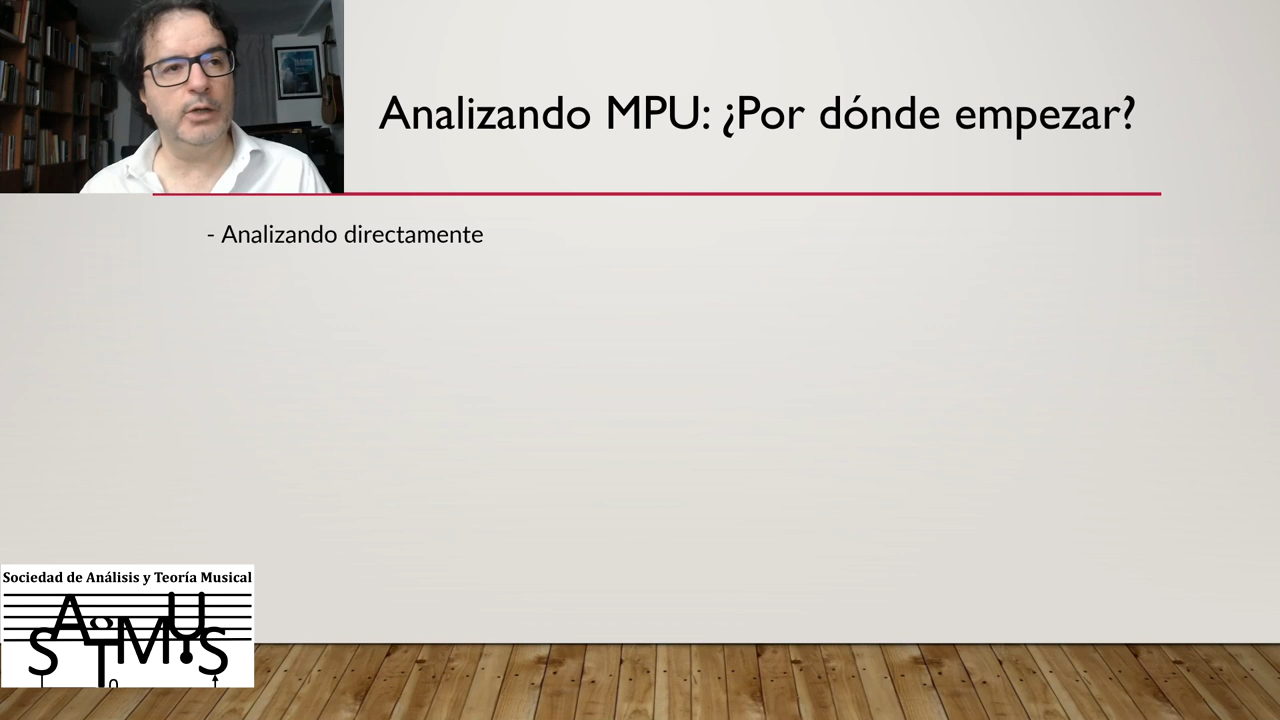 Analizando MPU: ¿Por dónde empezar?
- Analizando directamente
Sociedad de Análisis y Teoría Musical
SATMUS